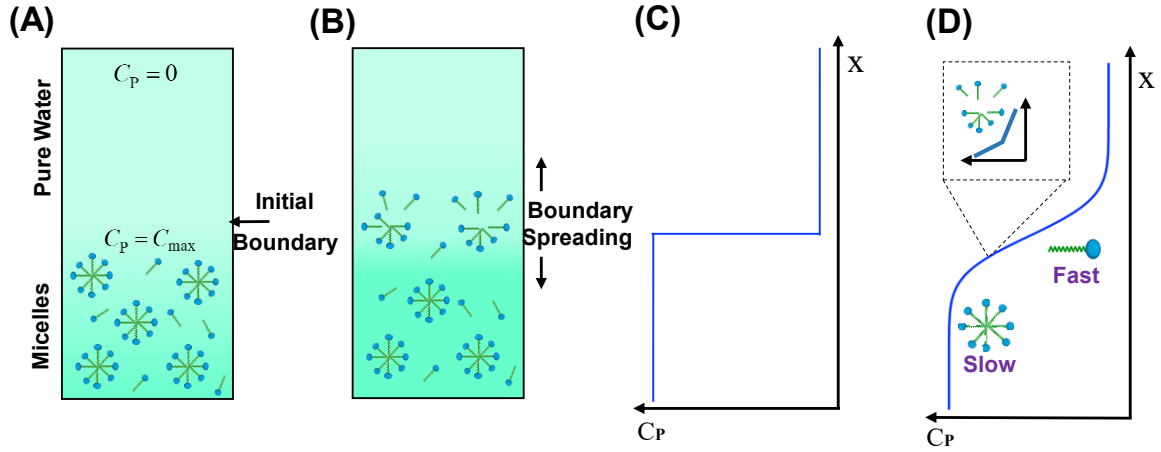 (A)
Pure Water
Micelles
C_P = 0
C_P = C_max
Initial
Boundary
(B)
Boundary
Spreading
(C)
X
C_P
(D)
X
Fast
Slow
C_P